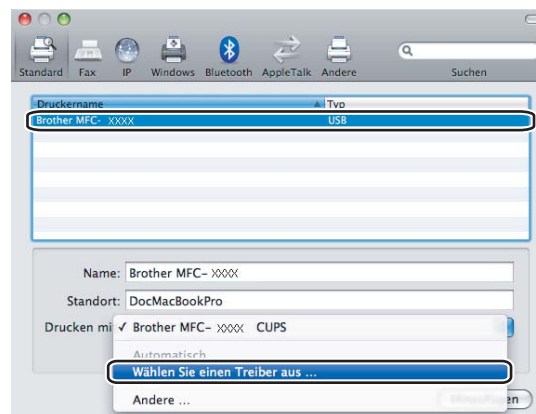 Standard Fax IP Windows Bluetooth AppleTalk Andere Suchen
Druckername Typ
Brother MFC- XXXX USB
Name: Brother MFC- XXXX
Standort: DocMacBookPro
Drucken mi ✓ Brother MFC- XXXX CUPS
Automatisch
Wählen Sie einen Treiber aus ...
Andere ...